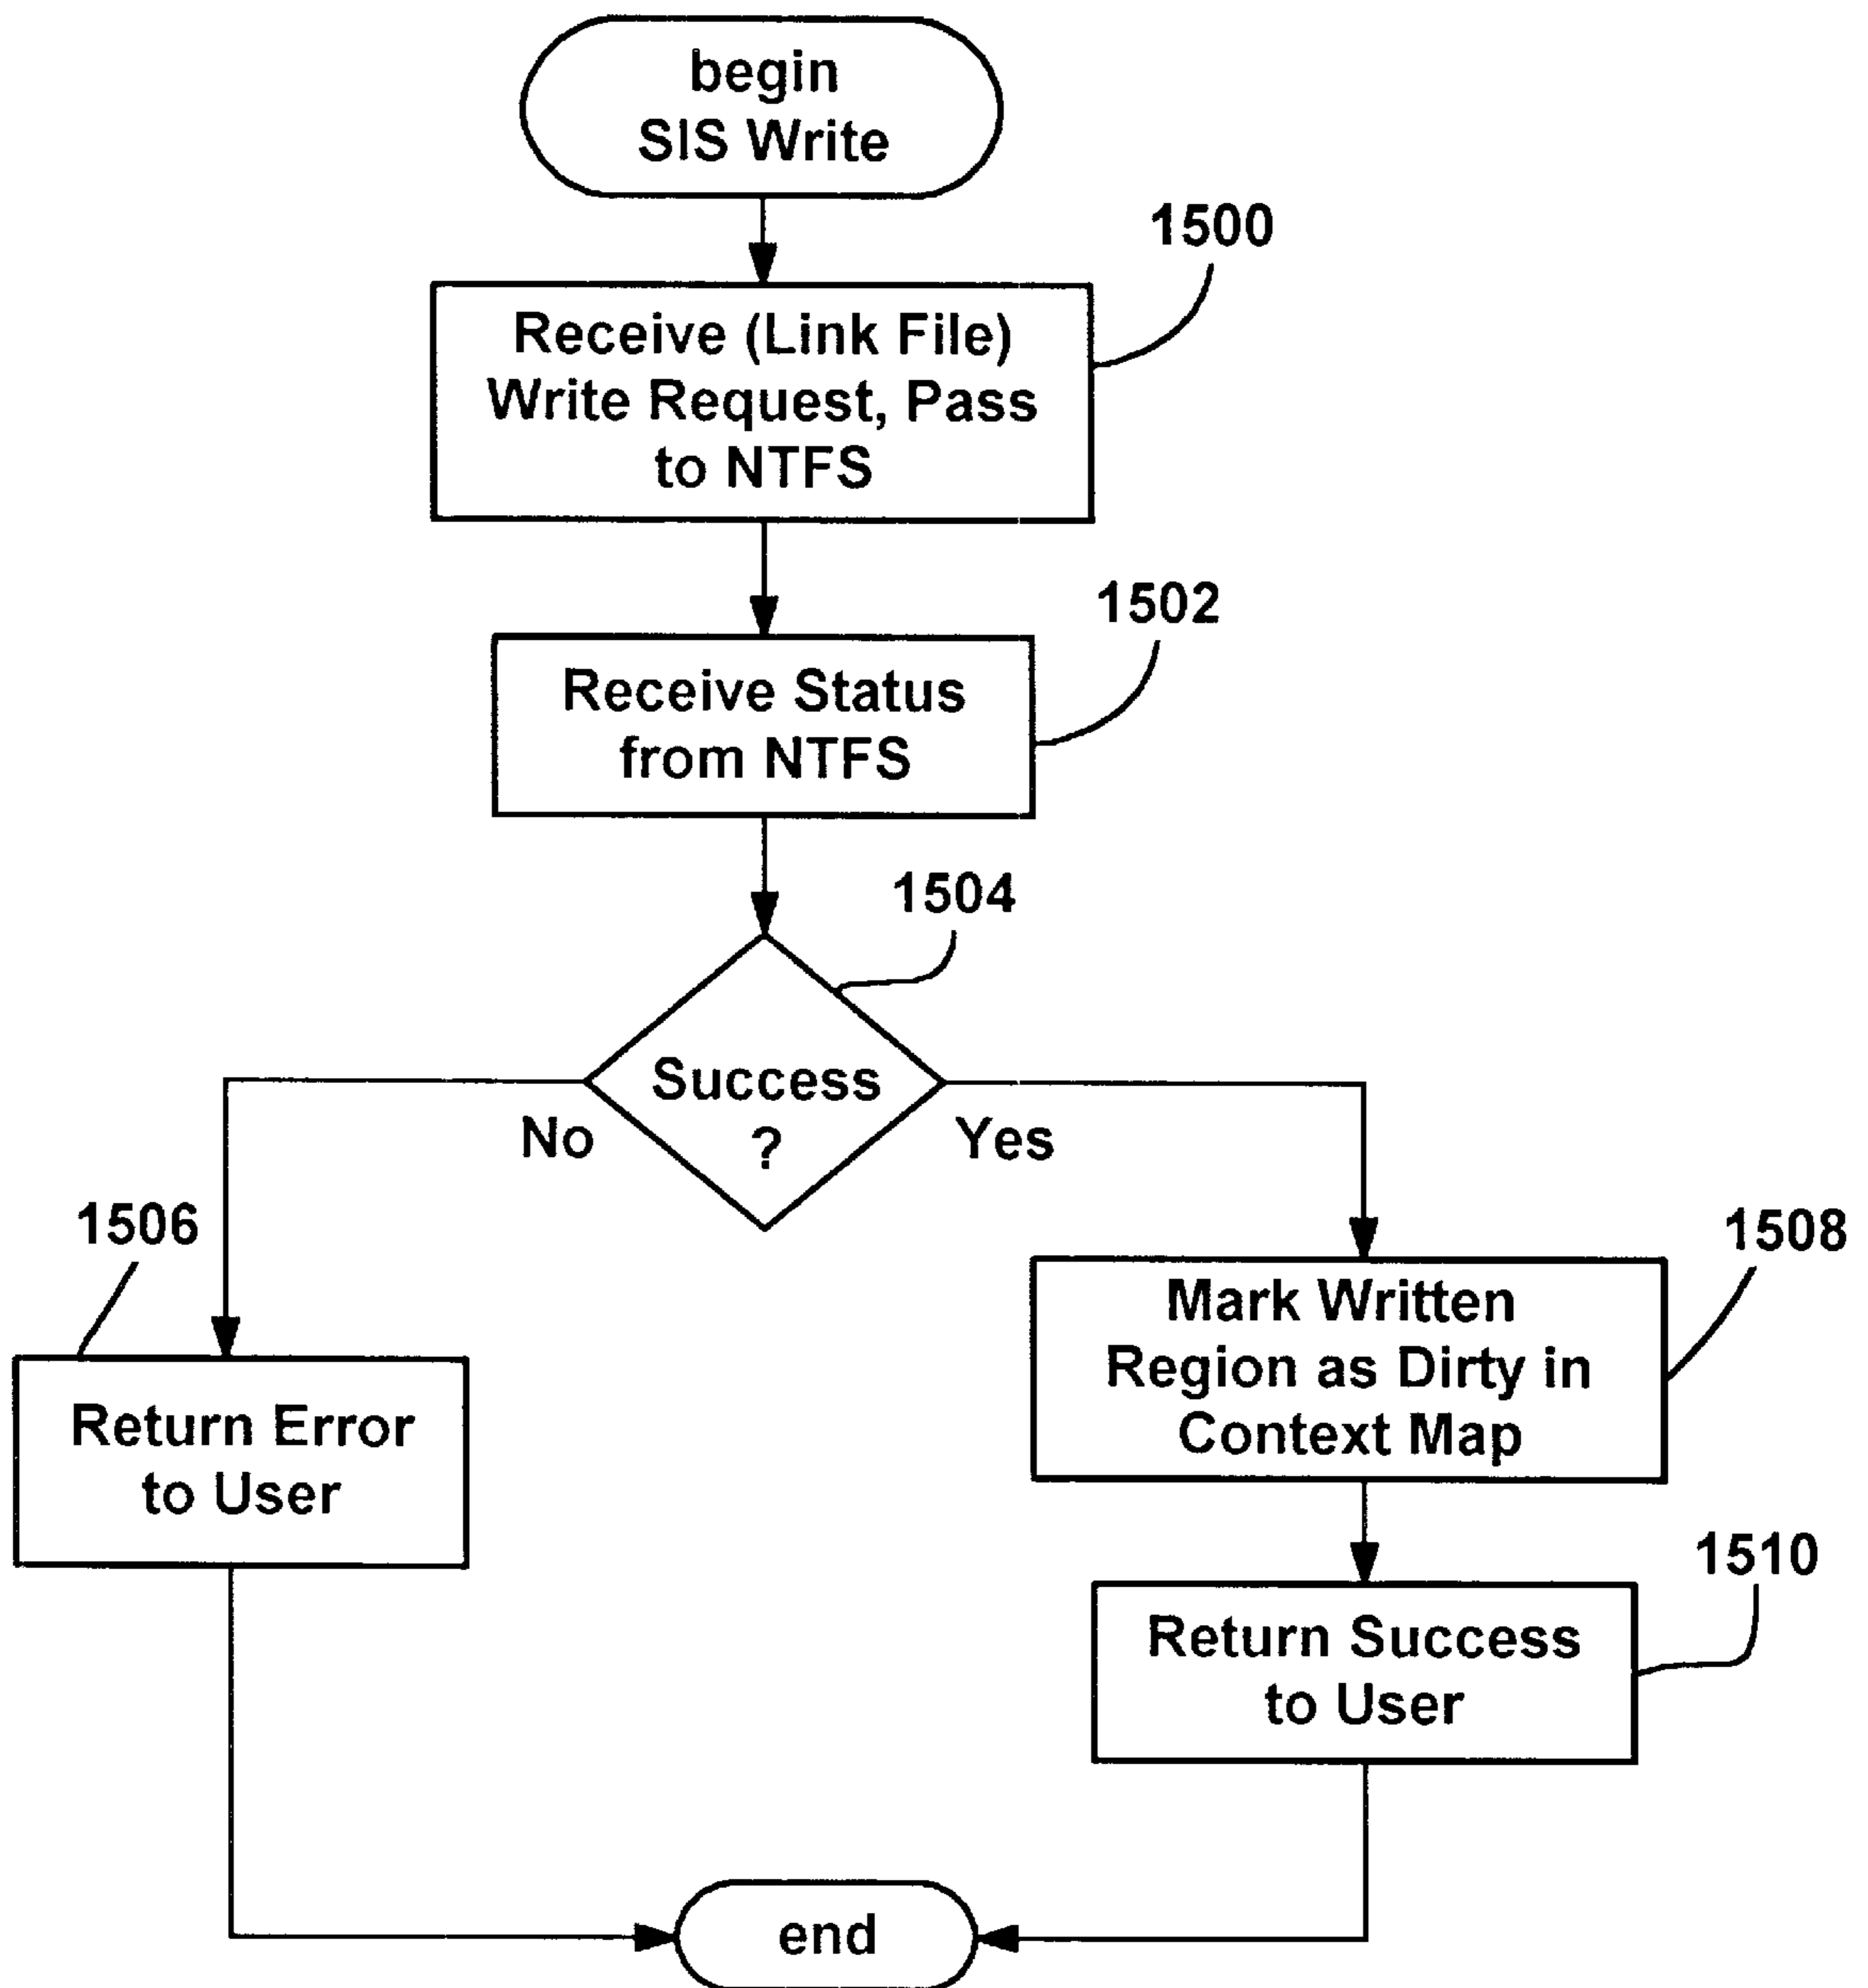 begin
SIS Write
1500
Receive (Link File)
Write Request, Pass
to NTFS
1502
Receive Status
from NTFS
1504
Success
?
No
Yes
1506
Return Error
to User
1508
Mark Written
Region as Dirty in
Context Map
1510
Return Success
to User
end